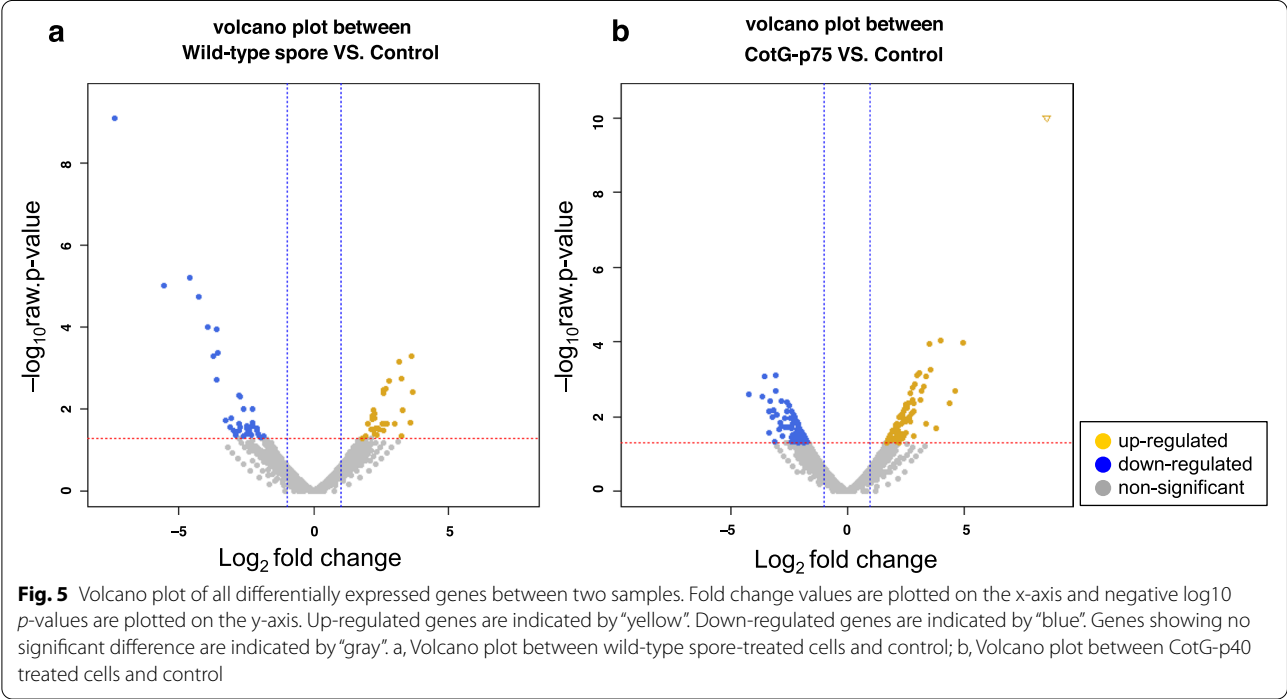 a
volcano plot between
Wild-type spore VS. Control
–log10raw.p-value
8
6
4
2
0
–5
0
5
Log2 fold change
b
volcano plot between
CotG-p75 VS. Control
–log10raw.p-value
10
8
6
4
2
0
–5
0
5
Log2 fold change
up-regulated
down-regulated
non-significant
Fig. 5 Volcano plot of all differentially expressed genes between two samples. Fold change values are plotted on the x-axis and negative log10
p-values are plotted on the y-axis. Up-regulated genes are indicated by “yellow”. Down-regulated genes are indicated by “blue”. Genes showing no
significant difference are indicated by “gray”. a, Volcano plot between wild-type spore-treated cells and control; b, Volcano plot between CotG-p40
treated cells and control